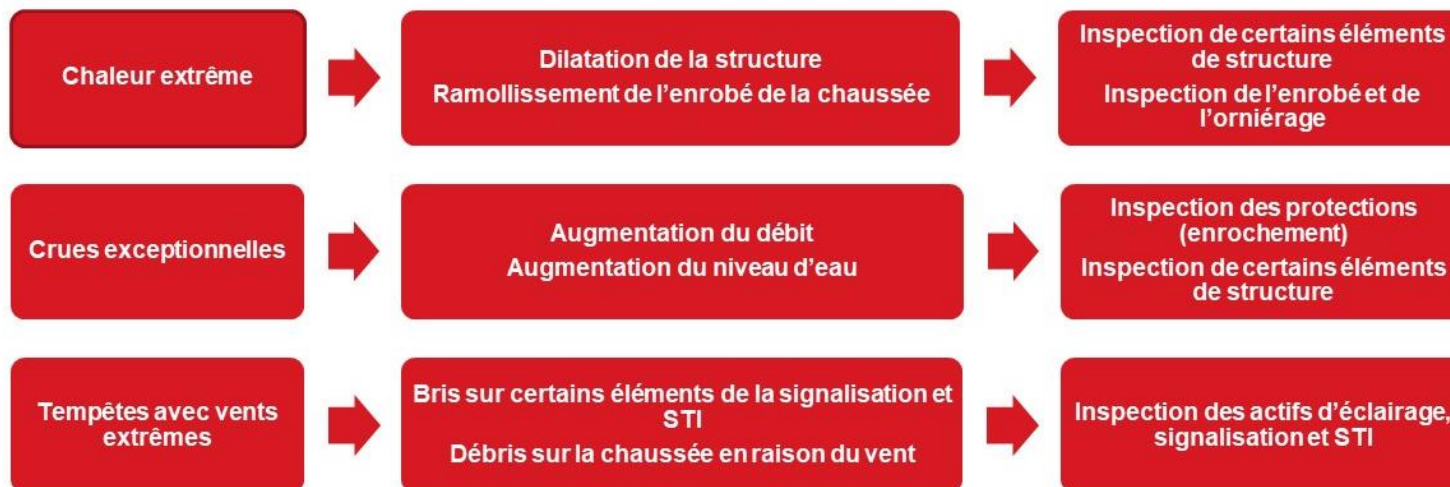 Chaleur extrême
Dilatation de la structure
Ramollissement de l'enrobé de la chaussée
Inspection de certains éléments
de structure
Inspection de l'enrobé et de
l'orniérage
Crues exceptionnelles
Augmentation du débit
Augmentation du niveau d'eau
Inspection des protections
(enrochement)
Inspection de certains éléments
de structure
Tempêtes avec vents
extrêmes
Bris sur certains éléments de la signalisation et
STI
Débris sur la chaussée en raison du vent
Inspection des actifs d'éclairage,
signalisation et STI